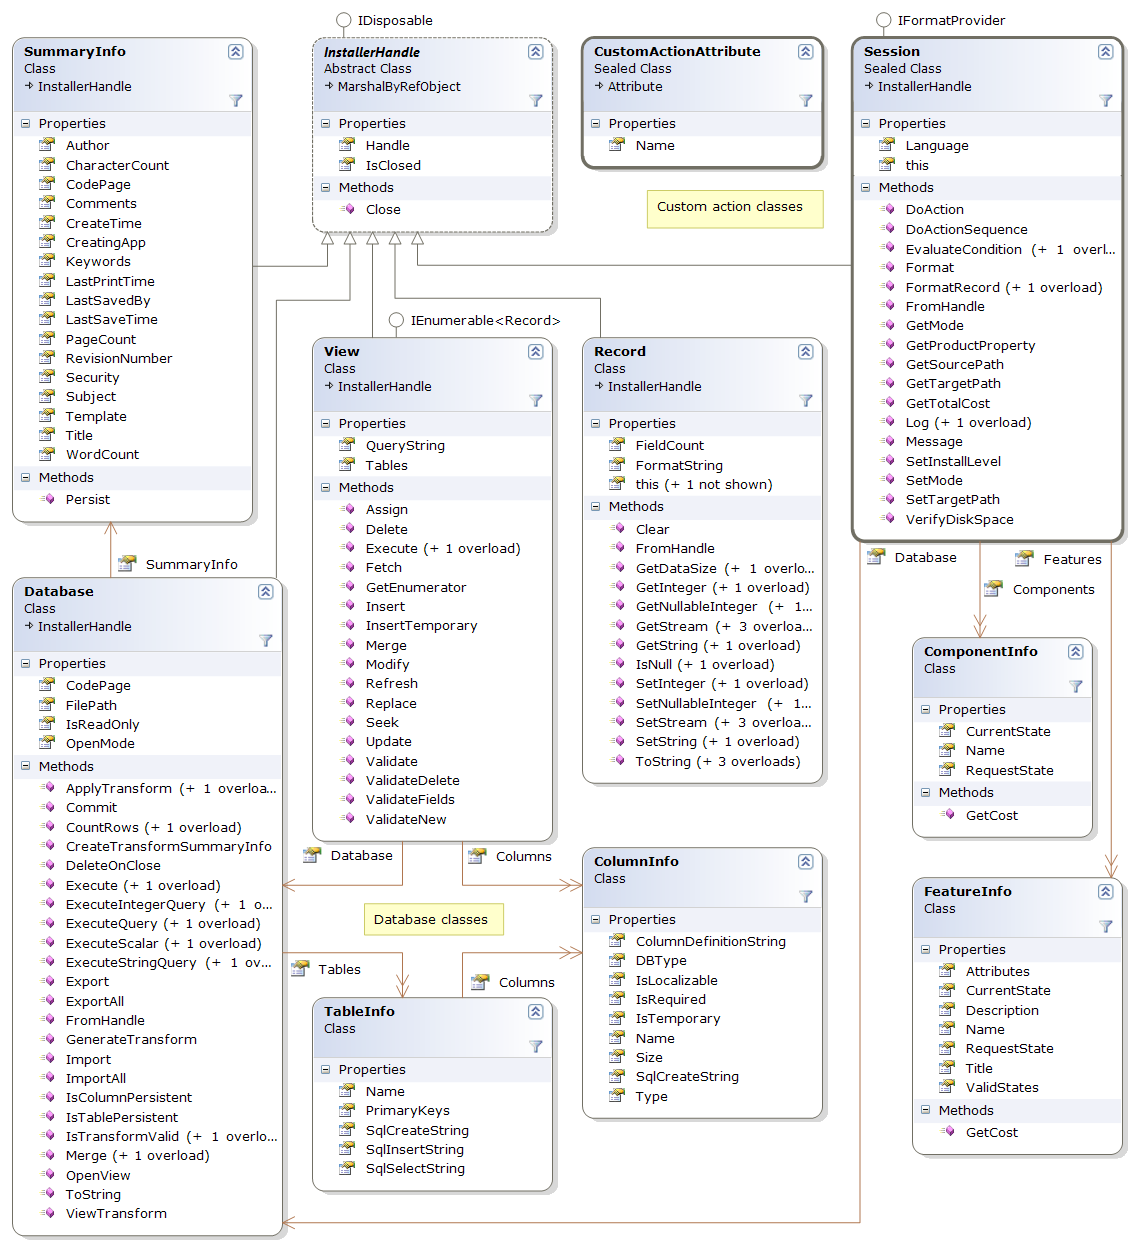 IDisposable
IFormatProvider
SummaryInfo
Class
InstallerHandle
Properties
Author
CharacterCount
CodePage
Comments
CreateTime
CreatingApp
Keywords
LastPrintTime
LastSavedBy
LastSaveTime
PageCount
RevisionNumber
Security
Subject
Template
Title
WordCount
Methods
Persist
InstallerHandle
Abstract Class
MarshalByRefObject
Properties
Handle
IsClosed
Methods
Close
CustomActionAttribute
Sealed Class
Attribute
Properties
Name
Custom action classes
Session
Sealed Class
InstallerHandle
Properties
Language
this
Methods
DoAction
DoActionSequence
EvaluateCondition (+ 1 overl...
Format
FormatRecord (+ 1 overload)
FromHandle
GetMode
GetProductProperty
GetSourcePath
GetTargetPath
GetTotalCost
Log (+ 1 overload)
Message
SetInstallLevel
SetMode
SetTargetPath
VerifyDiskSpace
IEnumerable<Record>
View
Class
InstallerHandle
Properties
QueryString
Tables
Methods
Assign
Delete
Execute (+ 1 overload)
Fetch
GetEnumerator
Insert
InsertTemporary
Merge
Modify
Refresh
Replace
Seek
Update
Validate
ValidateDelete
ValidateFields
ValidateNew
Record
Class
InstallerHandle
Properties
FieldCount
FormatString
this (+ 1 not shown)
Methods
Clear
FromHandle
GetDataSize (+ 1 overlo...
GetInteger (+ 1 overload)
GetNullableInteger (+ 1...
GetStream (+ 3 overloa...
GetString (+ 1 overload)
IsNull (+ 1 overload)
SetInteger (+ 1 overload)
SetNullableInteger (+ 1...
SetStream (+ 3 overloa...
SetString (+ 1 overload)
ToString (+ 3 overloads)
SummaryInfo
Database
Features
Components
Database
Class
InstallerHandle
Properties
CodePage
FilePath
IsReadOnly
OpenMode
Methods
ApplyTransform (+ 1 overloa...
Commit
CountRows (+ 1 overload)
CreateTransformSummaryInfo
DeleteOnClose
Execute (+ 1 overload)
ExecuteIntegerQuery (+ 1 o...
ExecuteQuery (+ 1 overload)
ExecuteScalar (+ 1 overload)
ExecuteStringQuery (+ 1 ov...
Export
ExportAll
FromHandle
GenerateTransform
Import
ImportAll
IsColumnPersistent
IsTablePersistent
IsTransformValid (+ 1 overlo...
Merge (+ 1 overload)
OpenView
ToString
ViewTransform
ComponentInfo
Class
Properties
CurrentState
Name
RequestState
Methods
GetCost
Database
Columns
Database classes
Tables
Columns
ColumnInfo
Class
Properties
ColumnDefinitionString
DBType
IsLocalizable
IsRequired
IsTemporary
Name
Size
SqlCreateString
Type
TableInfo
Class
Properties
Name
PrimaryKeys
SqlCreateString
SqlInsertString
SqlSelectString
FeatureInfo
Class
Properties
Attributes
CurrentState
Description
Name
RequestState
Title
ValidStates
Methods
GetCost